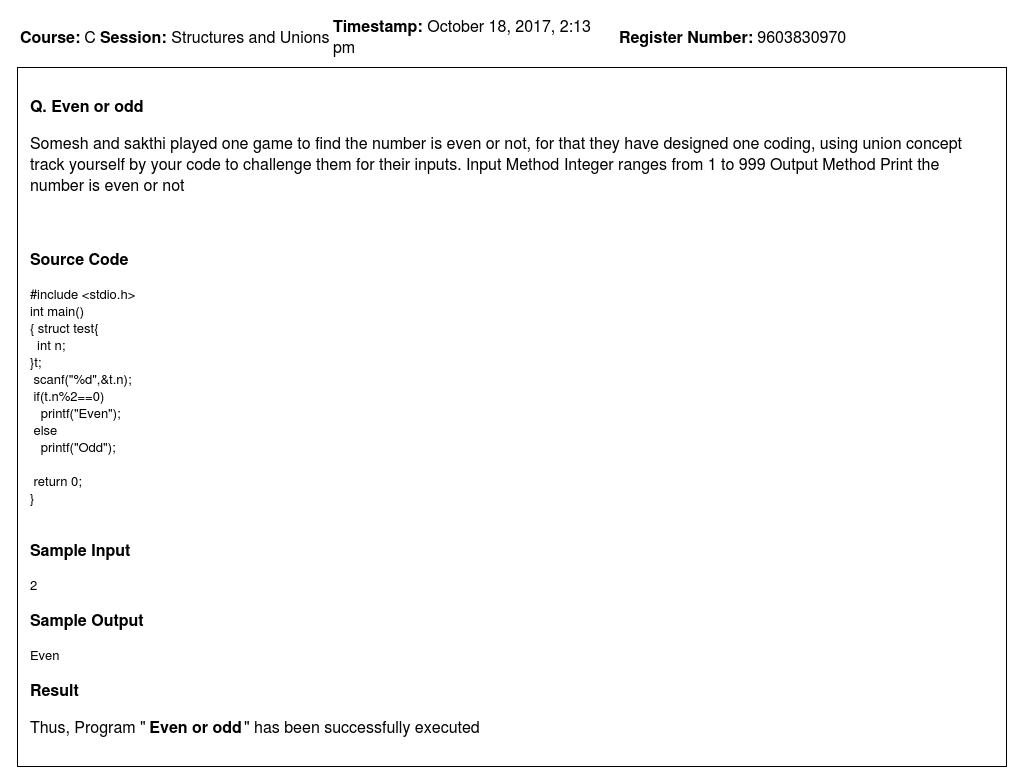 Course: C Session: Structures and Unions Timestamp: October 18, 2017, 2:13 pm Register Number: 9603830970
Q. Even or odd
Somesh and sakthi played one game to find the number is even or not, for that they have designed one coding, using union concept
track yourself by your code to challenge them for their inputs. Input Method Integer ranges from 1 to 999 Output Method Print the
number is even or not
Source Code
#include <stdio.h>
int main()
{ struct test{
  int n;
}t;
 scanf("%d",&t.n);
 if(t.n%2==0)
   printf("Even");
 else
   printf("Odd");
 return 0;
}
Sample Input
2
Sample Output
Even
Result
Thus, Program " Even or odd " has been successfully executed